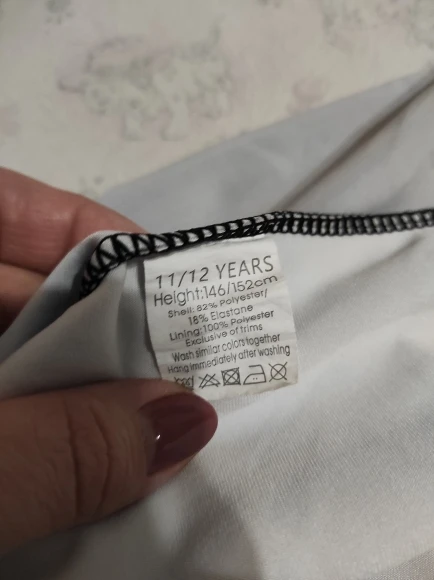 11/12 YEARS
Height:146/152cm
Shell: 82% Polyester/
18% Elastane
Lining:100% Polyester
Exclusive of trims
Wash similar colors together
Hang immediately after washing